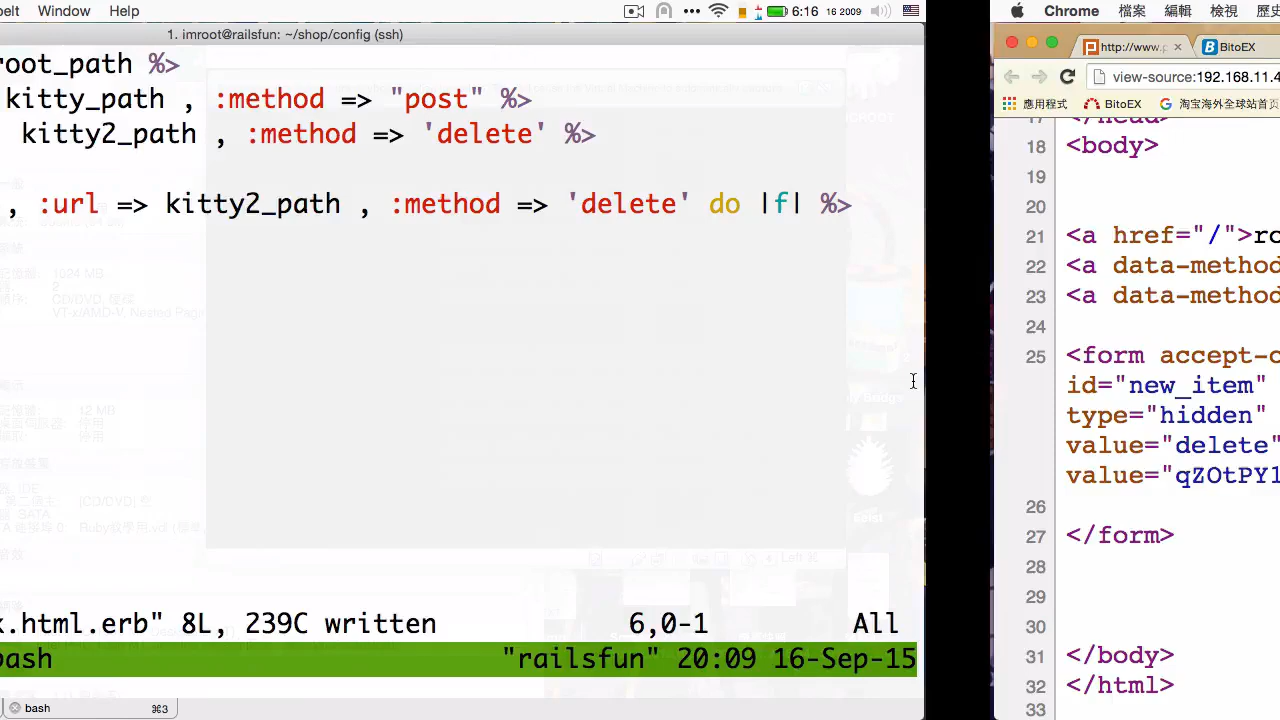 belt Window Help
6:16 16 2009
1. imroot@railsfun: ~/shop/config (ssh)
root_path %>
kitty_path , :method => "post" %>
kitty2_path , :method => 'delete' %>
, :url => kitty2_path , :method => 'delete' do |f| %>
x.html.erb" 8L, 239C written 6,0-1 All
bash "railsfun" 20:09 16-Sep-15
bash ⌘3
Chrome 檔案 編輯 檢視 歷史
http://www.p BitoEX
view-source:192.168.11.4
應用程式 BitoEX 淘宝海外全球站首页
17 </head>
18 <body>
19
20
21 <a href="/">ro
22 <a data-method
23 <a data-method
24
25 <form accept-c
id="new_item"
type="hidden"
value="delete"
value="qZOtPY1
26
27 </form>
28
29
30
31 </body>
32 </html>
33